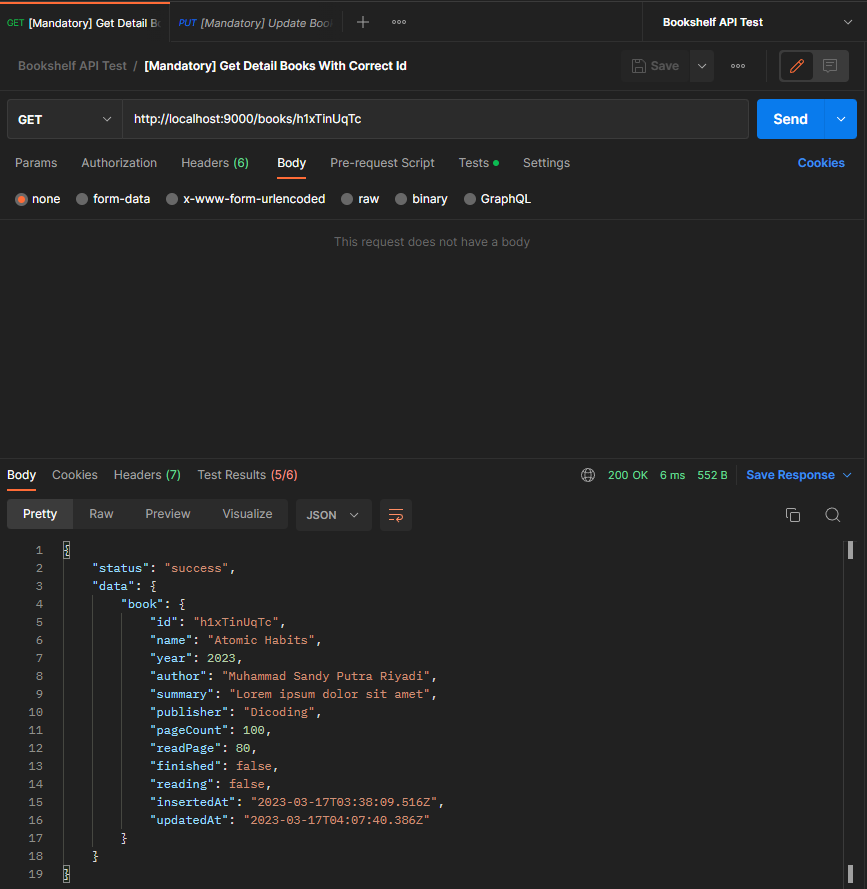 GET [Mandatory] Get Detail B
PUT [Mandatory] Update Boo
Bookshelf API Test
Bookshelf API Test / [Mandatory] Get Detail Books With Correct Id
Save
GET http://localhost:9000/books/h1xTinUqTc Send
Params Authorization Headers (6) Body Pre-request Script Tests Settings Cookies
none form-data x-www-form-urlencoded raw binary GraphQL
This request does not have a body
Body Cookies Headers (7) Test Results (5/6) 200 OK 6 ms 552 B Save Response
Pretty Raw Preview Visualize JSON
1 {
2 "status": "success",
3 "data": {
4 "book": {
5 "id": "h1xTinUqTc",
6 "name": "Atomic Habits",
7 "year": 2023,
8 "author": "Muhammad Sandy Putra Riyadi",
9 "summary": "Lorem ipsum dolor sit amet",
10 "publisher": "Dicoding",
11 "pageCount": 100,
12 "readPage": 80,
13 "finished": false,
14 "reading": false,
15 "insertedAt": "2023-03-17T03:38:09.516Z",
16 "updatedAt": "2023-03-17T04:07:40.386Z"
17 }
18 }
19 }